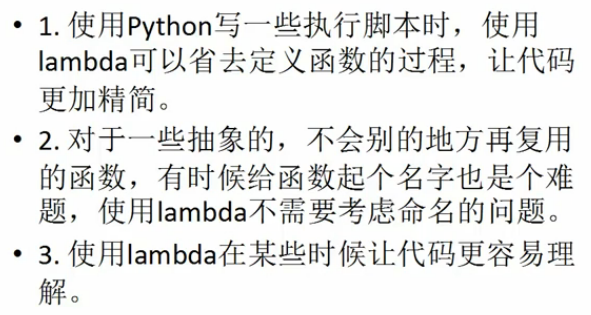 • 1. 使用Python写一些执行脚本时，使用
lambda可以省去定义函数的过程，让代码
更加精简。
• 2. 对于一些抽象的，不会别的地方再复用
的函数，有时候给函数起个名字也是个难
题，使用lambda不需要考虑命名的问题。
• 3. 使用lambda在某些时候让代码更容易理
解。